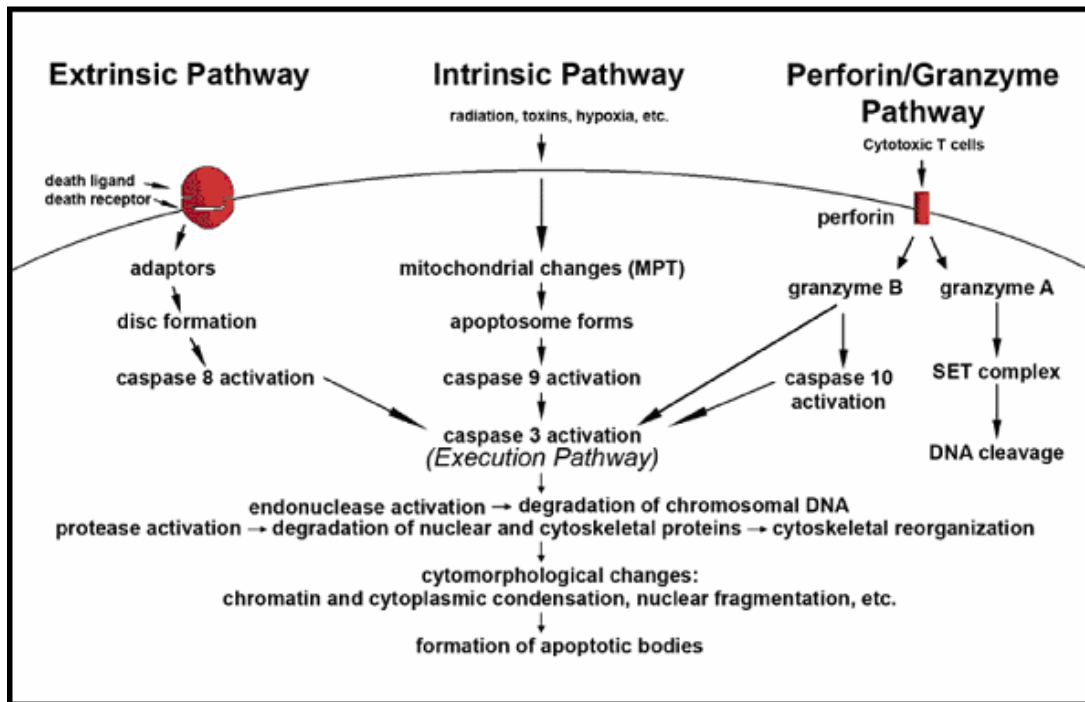 Extrinsic Pathway
Intrinsic Pathway
Perforin/Granzyme
Pathway
radiation, toxins, hypoxia, etc.
Cytotoxic T cells
death ligand
death receptor
perforin
adaptors
mitochondrial changes (MPT)
granzyme B
granzyme A
disc formation
apoptosome forms
caspase 8 activation
caspase 9 activation
caspase 10
activation
SET complex
caspase 3 activation
(Execution Pathway)
DNA cleavage
endonuclease activation → degradation of chromosomal DNA
protease activation → degradation of nuclear and cytoskeletal proteins → cytoskeletal reorganization
cytomorphological changes:
chromatin and cytoplasmic condensation, nuclear fragmentation, etc.
formation of apoptotic bodies